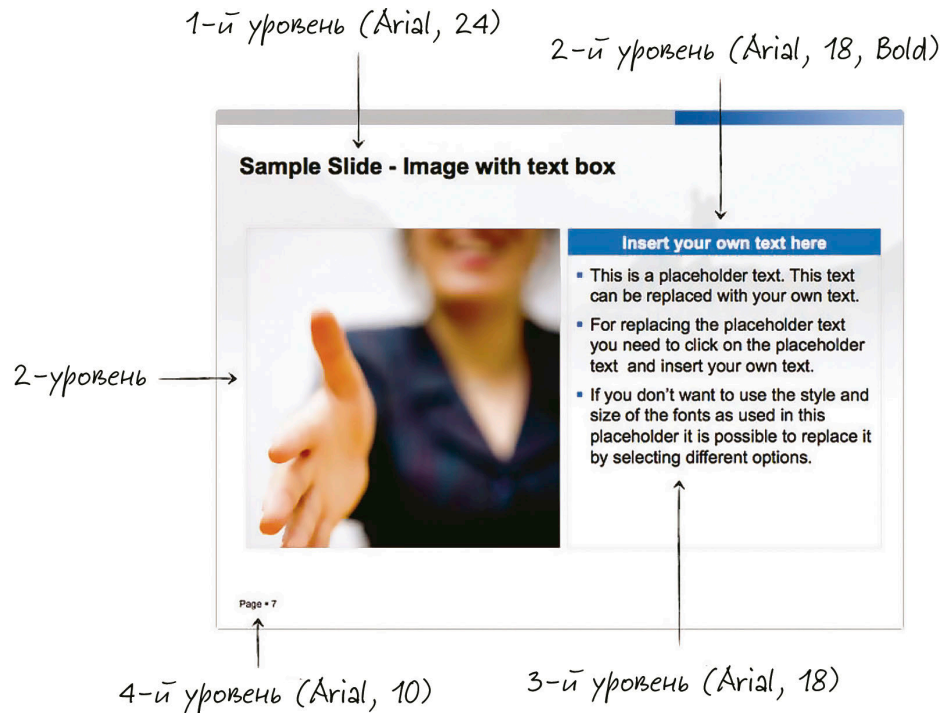 1-й уровень (Arial, 24)
2-й уровень (Arial, 18, Bold)
Sample Slide - Image with text box
Insert your own text here
▪ This is a placeholder text. This text
can be replaced with your own text.
▪ For replacing the placeholder text
you need to click on the placeholder
text and insert your own text.
▪ If you don't want to use the style and
size of the fonts as used in this
placeholder it is possible to replace it
by selecting different options.
2-уровень
Page ▪ 7
4-й уровень (Arial, 10)
3-й уровень (Arial, 18)